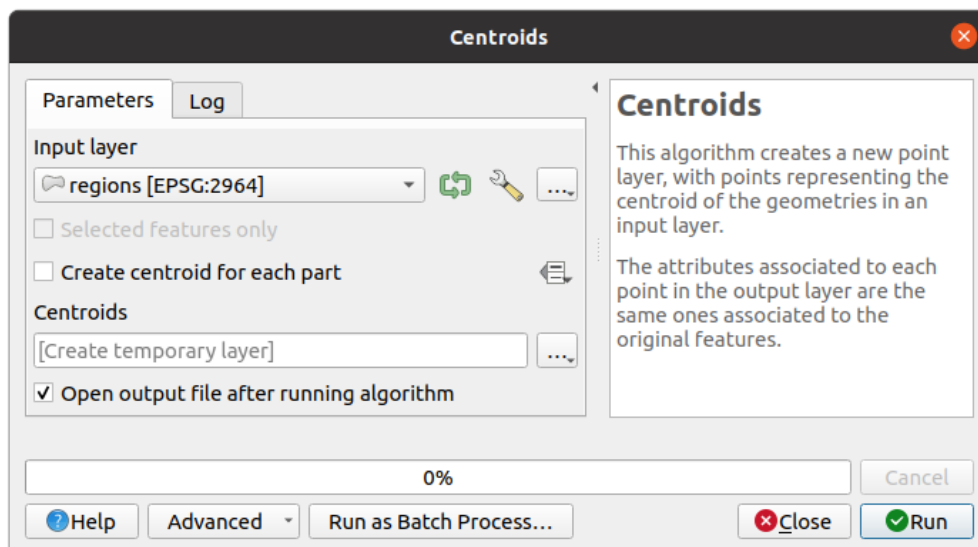 Centroids
Parameters
Log
Input layer
regions [EPSG:2964]
...
Selected features only
Create centroid for each part
Centroids
[Create temporary layer]
...
Open output file after running algorithm
Centroids
This algorithm creates a new point
layer, with points representing the
centroid of the geometries in an
input layer.
The attributes associated to each
point in the output layer are the
same ones associated to the
original features.
0%
Cancel
Help
Advanced
Run as Batch Process...
Close
Run